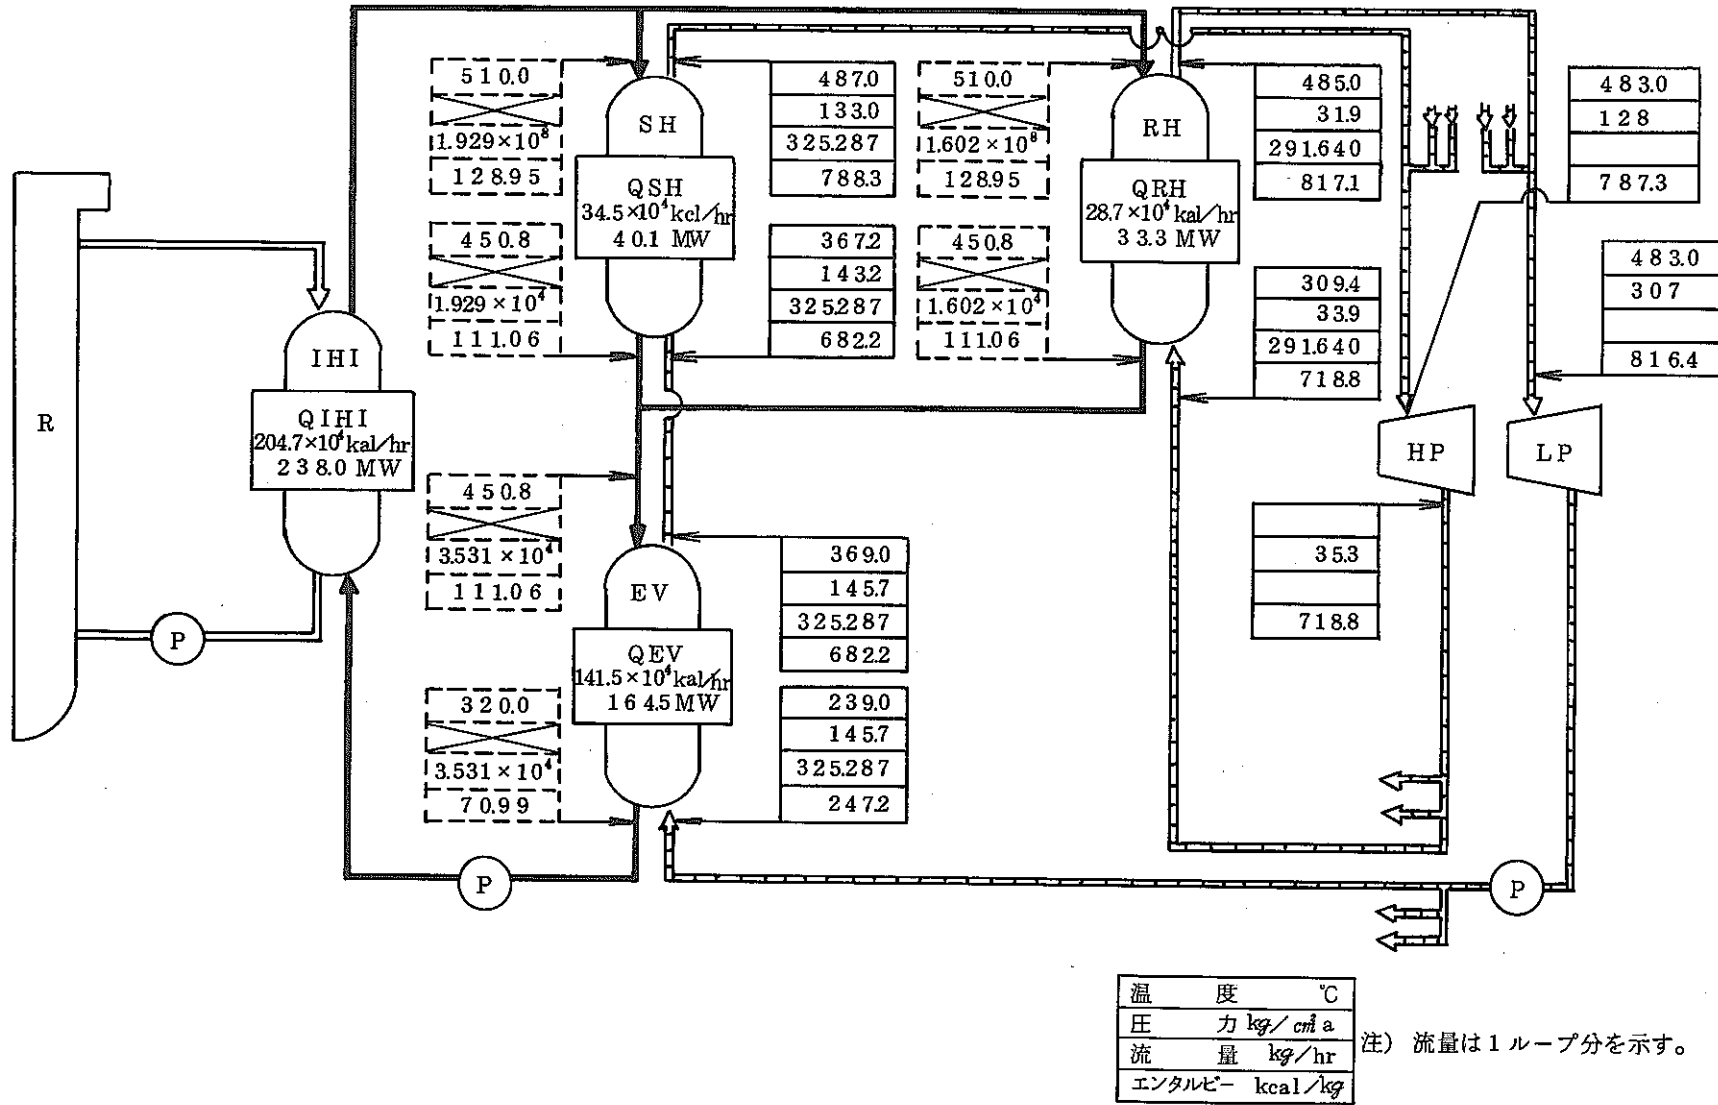 R
IHI
QIHI
204.7×10⁴kal/hr
238.0 MW
P
P
510.0
1.929×10⁸
128.95
SH
QSH
34.5×10⁴kcl/hr
40.1 MW
487.0
133.0
325.287
788.3
450.8
1.929×10⁴
111.06
367.2
143.2
325.287
682.2
510.0
1.602×10⁸
128.95
RH
QRH
28.7×10⁴kal/hr
33.3 MW
485.0
31.9
291.640
817.1
450.8
1.602×10⁴
111.06
309.4
33.9
291.640
718.8
483.0
128
787.3
483.0
307
816.4
HP
LP
35.3
718.8
450.8
3.531×10⁴
111.06
EV
QEV
141.5×10⁴kal/hr
164.5MW
369.0
145.7
325.287
682.2
320.0
3.531×10⁴
70.99
239.0
145.7
325.287
247.2
P
温度 ℃
圧力 kg/cm²a
流量 kg/hr
エンタルピー kcal/kg
注) 流量は1ループ分を示す。